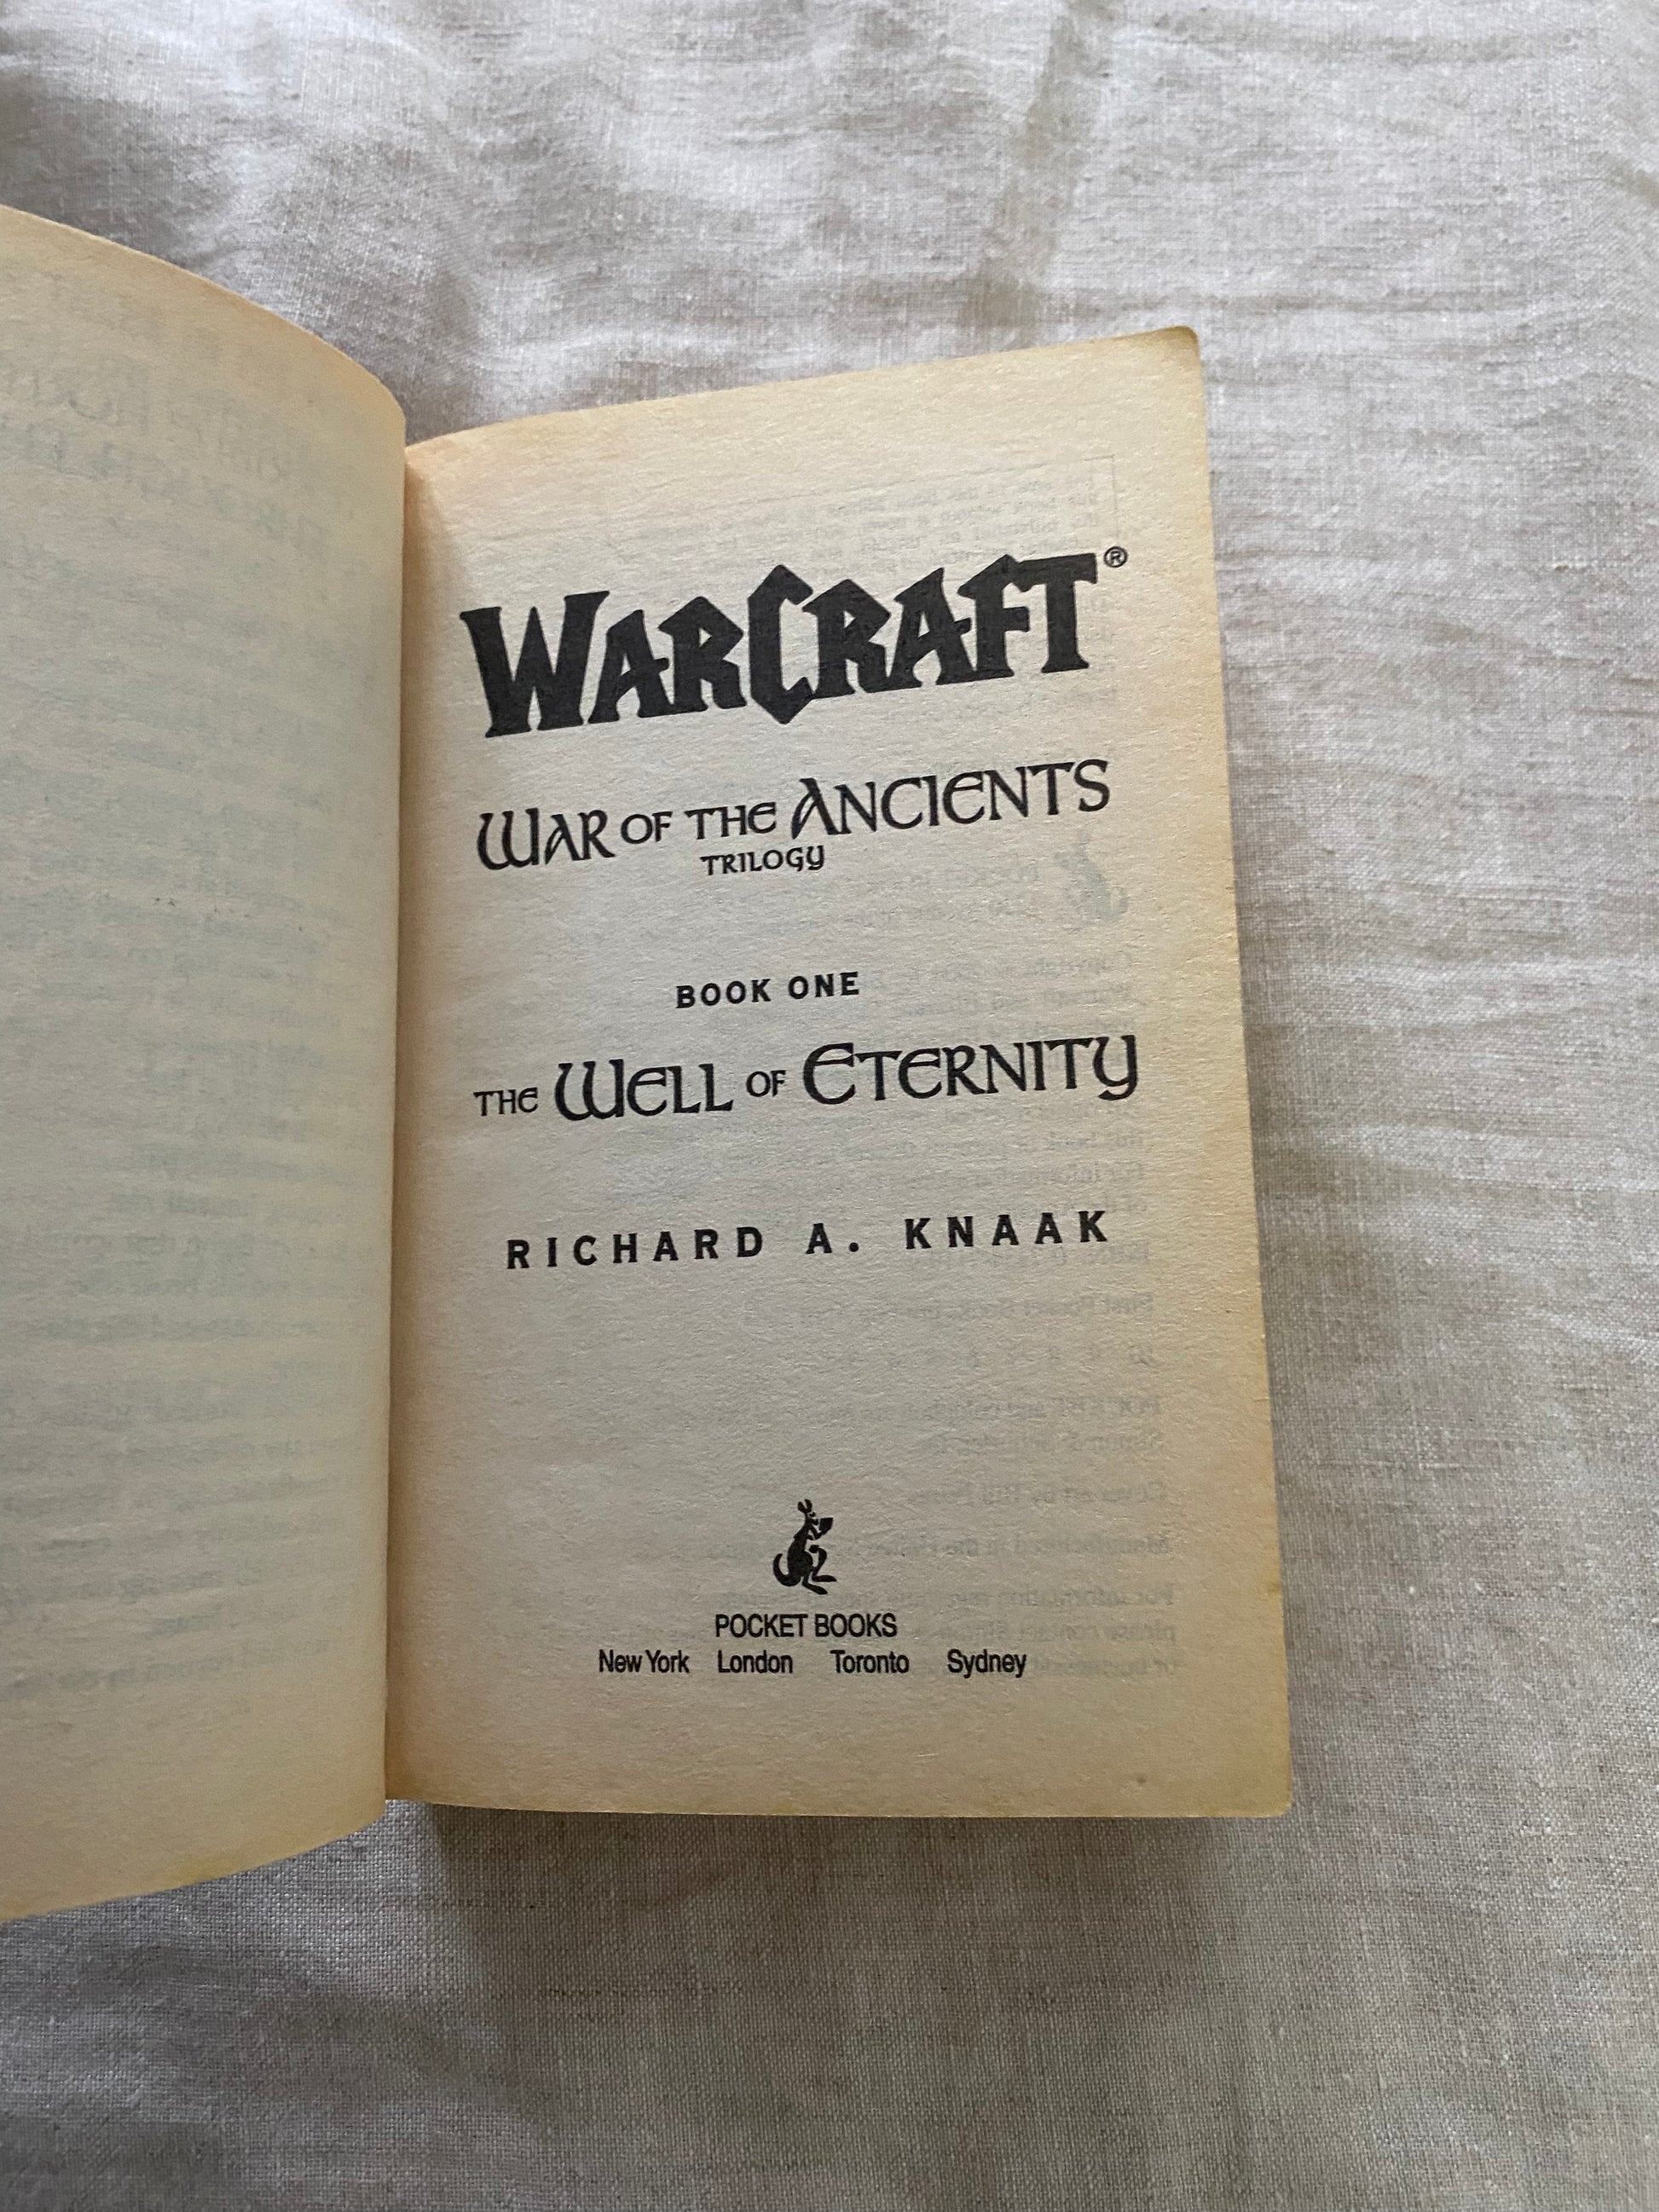 WARCRAFT®
WAR OF THE ANCIENTS
TRILOGY
BOOK ONE
THE WELL OF ETERNITY
RICHARD A. KNAAK
POCKET BOOKS
New York London Toronto Sydney